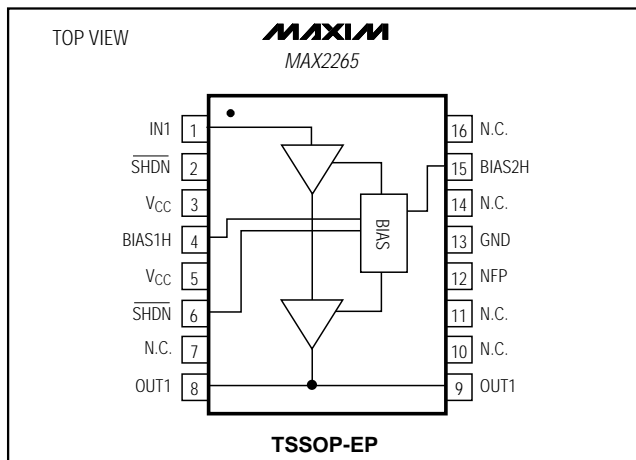 TOP VIEW
MAXIM
MAX2265
IN1 1
SHDN 2
VCC 3
BIAS1H 4
VCC 5
SHDN 6
N.C. 7
OUT1 8
BIAS
16 N.C.
15 BIAS2H
14 N.C.
13 GND
12 NFP
11 N.C.
10 N.C.
9 OUT1
TSSOP-EP